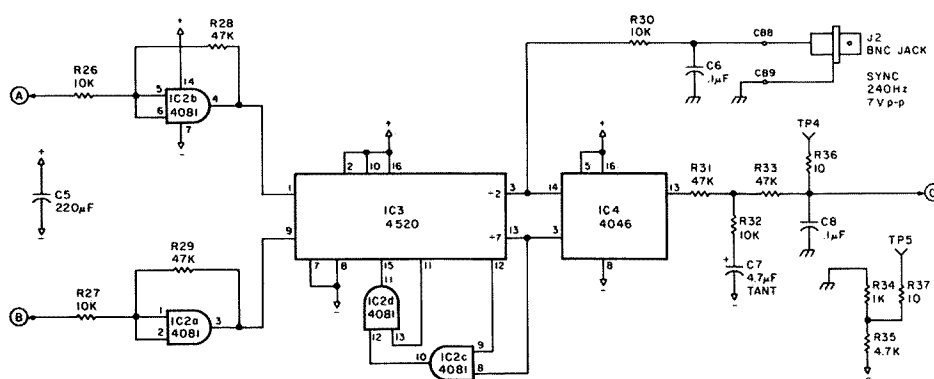 R28
47K
R30
10K
C88
J2
BNC JACK
R26
10K
A
+
14
5
IC2b
4
6
4081
7
-
C6
.1µF
C89
SYNC
240Hz
7V p-p
+
C5
220µF
-
+
2
10
16
1
÷2
3
IC3
4520
9
÷7
13
7
8
15
11
12
-
+
5
16
14
13
IC4
4046
3
8
-
R31
47K
R33
47K
TP4
R36
10
C
R32
10K
C8
.1µF
+
C7
4.7µF
TANT
-
TP5
R34
1K
R37
10
R35
4.7K
-
R29
47K
R27
10K
B
1
IC2a
3
2
4081
11
IC2d
4081
12
13
10
IC2c
9
4081
8